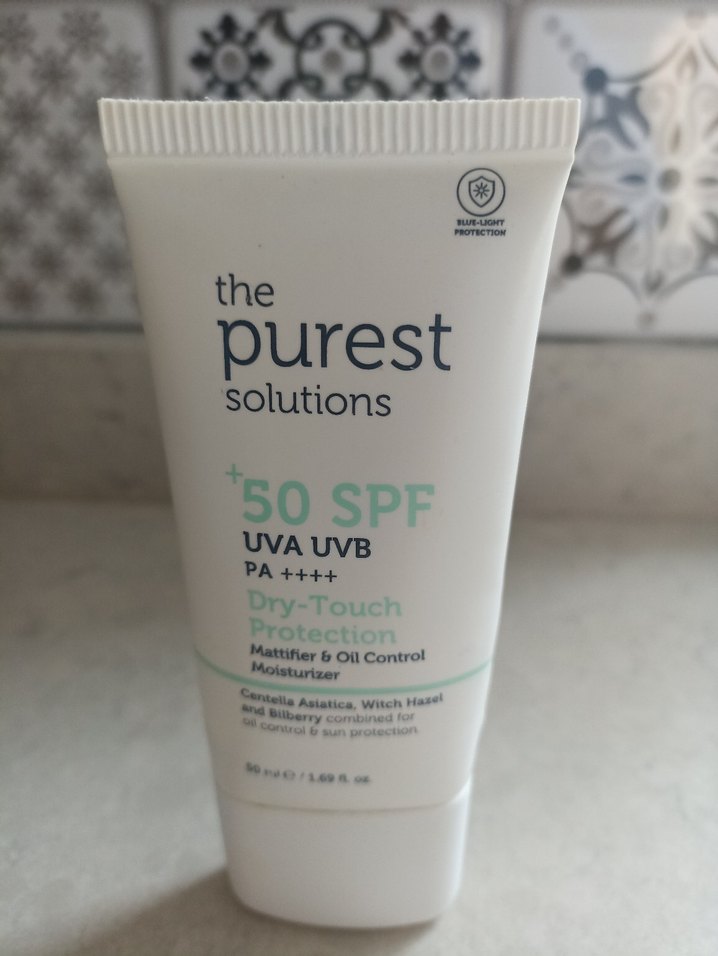 BLUE-LIGHT
PROTECTION
the
purest
solutions
+50 SPF
UVA UVB
PA ++++
Dry-Touch
Protection
Mattifier & Oil Control
Moisturizer
Centella Asiatica, Witch Hazel
and Bilberry combined for
oil control & sun protection
50 ml ℮ / 1.69 fl. oz.